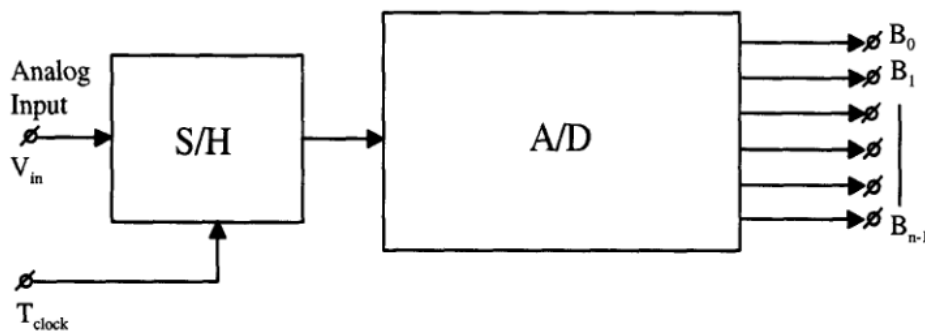 Analog
Input
V_in
S/H
T_clock
A/D
B_0
B_1
B_n-1